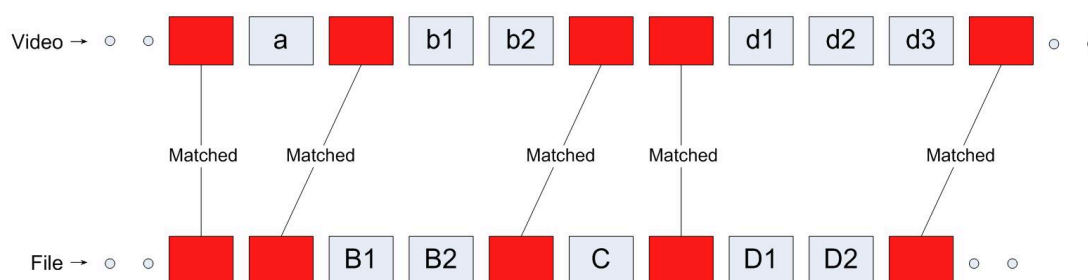 Video → a b1 b2 d1 d2 d3
Matched Matched Matched Matched Matched
File → B1 B2 C D1 D2